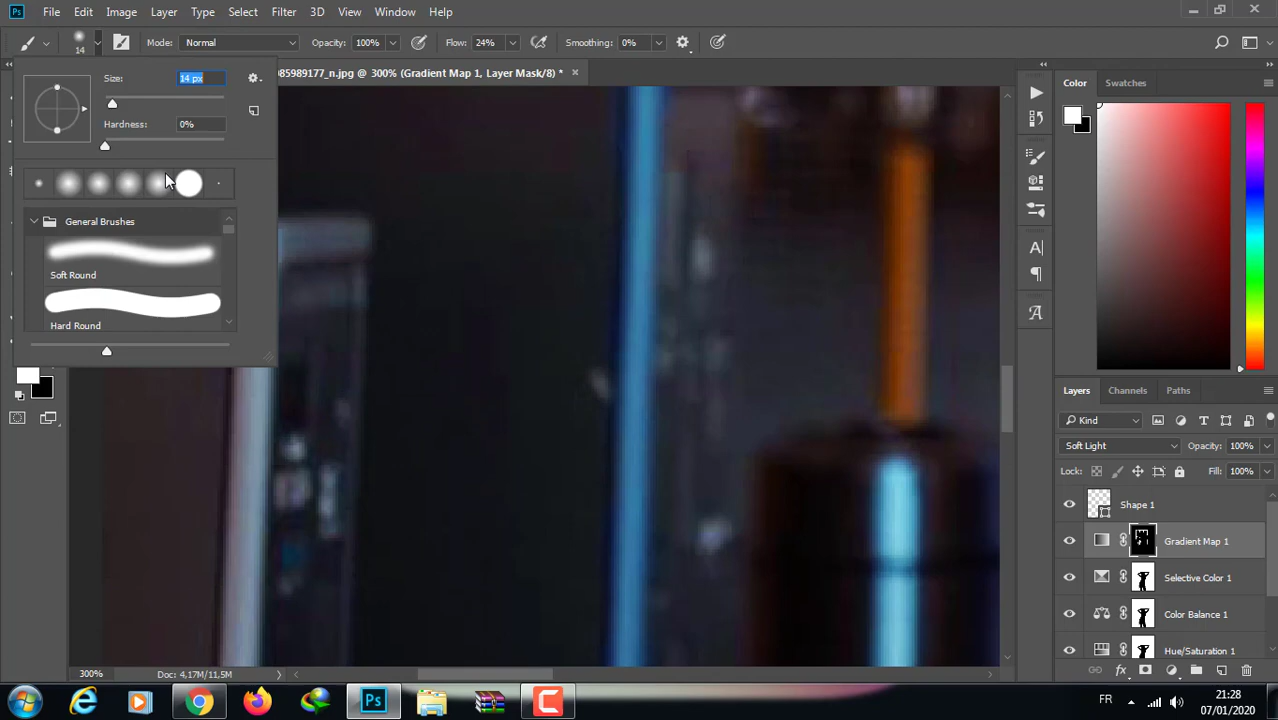 Ps File Edit Image Layer Type Select Filter 3D View Window Help
14 Mode: Normal Opacity: 100% Flow: 24% Smoothing: 0%
985989177_n.jpg @ 300% (Gradient Map 1, Layer Mask/8) *
Size: 14 px
Hardness: 0%
General Brushes
Soft Round
Hard Round
Color Swatches
Layers Channels Paths
Kind
Soft Light Opacity: 100%
Lock: Fill: 100%
Shape 1
Gradient Map 1
Selective Color 1
Color Balance 1
Hue/Saturation 1
300% Doc: 4,17M/11,5M
Ps FR 21:28
07/01/2020